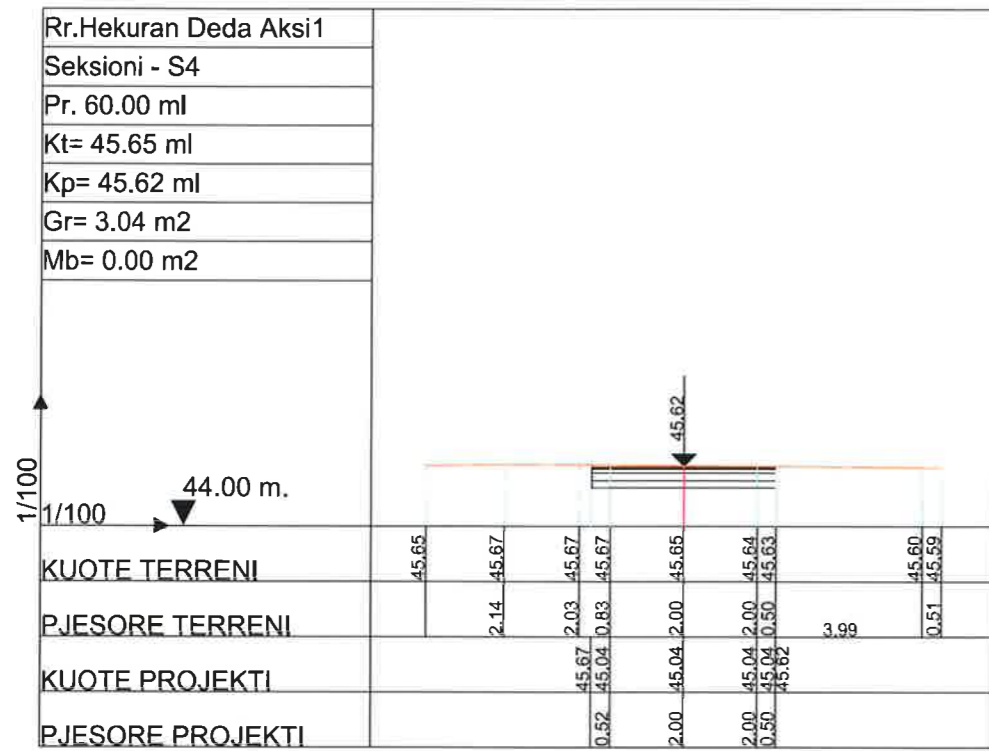 Rr.Hekuran Deda Aksi1
Seksioni - S4
Pr. 60.00 ml
Kt= 45.65 ml
Kp= 45.62 ml
Gr= 3.04 m2
Mb= 0.00 m2
45.62
1/100
44.00 m.
1/100
KUOTE TERRENI 45.65 45.67 45.67 45.67 45.65 45.64 45.63 45.60 45.59
PJESORE TERRENI 2.14 2.03 0.83 2.00 2.00 0.50 3.99 0.51
KUOTE PROJEKTI 45.67 45.04 45.04 45.04 45.04 45.62
PJESORE PROJEKTI 0.52 2.00 2.00 0.50